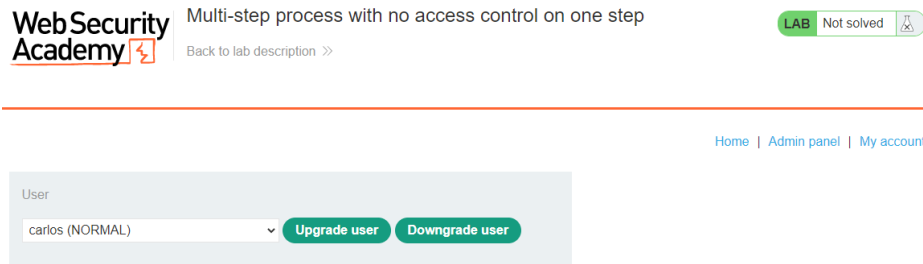 Web Security Academy
Multi-step process with no access control on one step
Back to lab description
LAB Not solved
Home | Admin panel | My account
User
carlos (NORMAL) Upgrade user Downgrade user